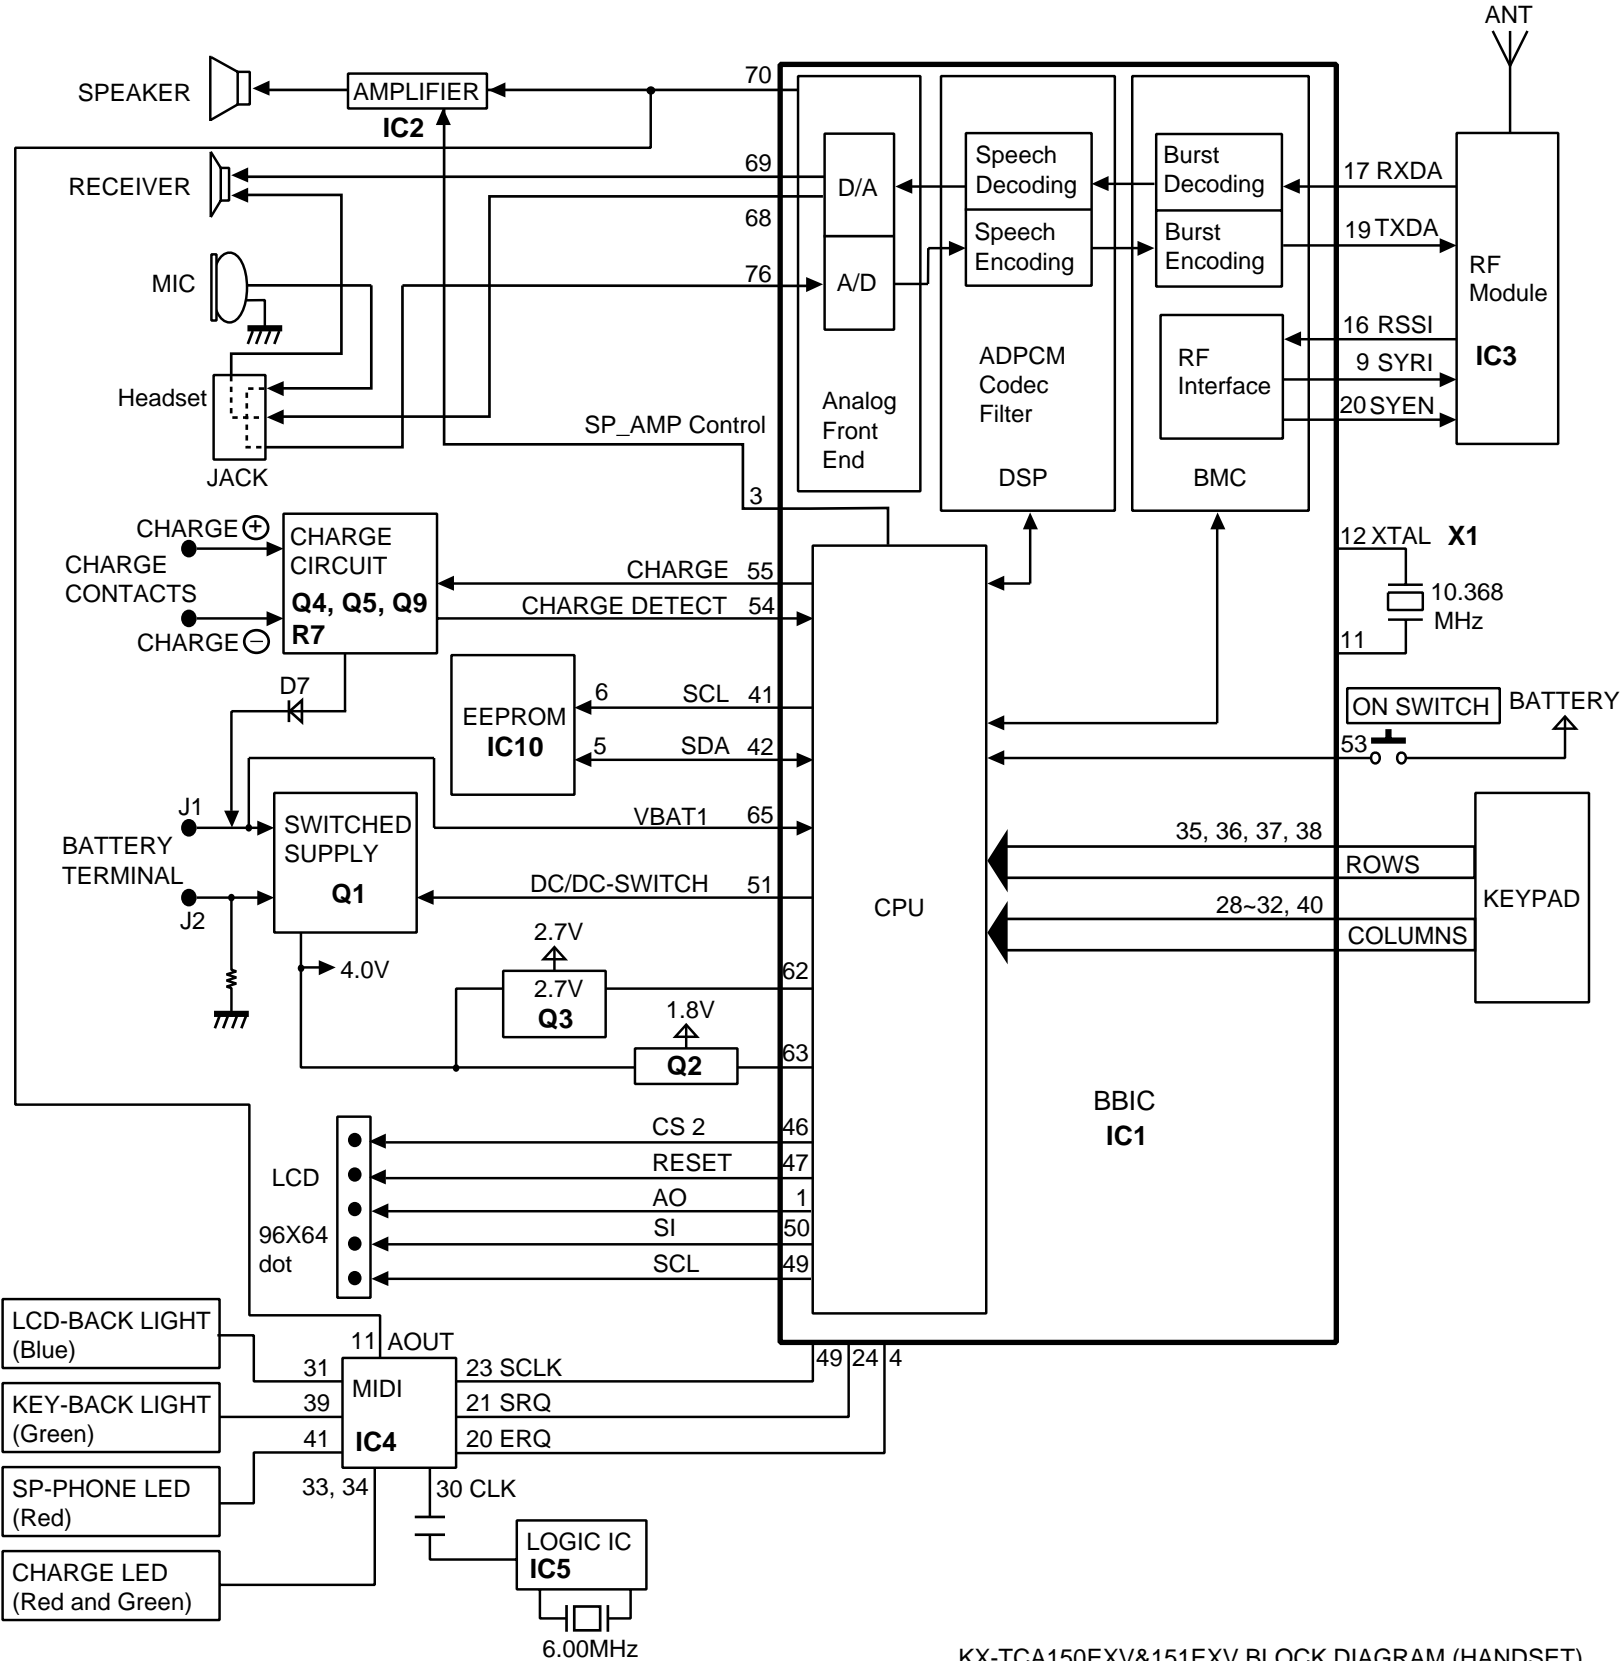 ANT
SPEAKER
AMPLIFIER
IC2
70
RECEIVER
69
68
MIC
76
Headset
JACK
SP_AMP Control
3
D/A
A/D
Analog
Front
End
Speech
Decoding
Speech
Encoding
ADPCM
Codec
Filter
DSP
Burst
Decoding
Burst
Encoding
RF
Interface
BMC
17 RXDA
19 TXDA
16 RSSI
9 SYRI
20 SYEN
RF
Module
IC3
CHARGE +
CHARGE
CONTACTS
CHARGE −
CHARGE
CIRCUIT
Q4, Q5, Q9
R7
CHARGE 55
CHARGE DETECT 54
12 XTAL X1
10.368
MHz
11
D7
EEPROM
IC10
6 SCL 41
5 SDA 42
ON SWITCH
BATTERY
53
J1
BATTERY
TERMINAL
J2
SWITCHED
SUPPLY
Q1
VBAT1 65
DC/DC-SWITCH 51
CPU
35, 36, 37, 38
ROWS
28~32, 40
COLUMNS
KEYPAD
4.0V
2.7V
2.7V
Q3
62
1.8V
Q2
63
BBIC
IC1
LCD
96X64
dot
CS 2 46
RESET 47
AO 1
SI 50
SCL 49
LCD-BACK LIGHT
(Blue)
KEY-BACK LIGHT
(Green)
SP-PHONE LED
(Red)
CHARGE LED
(Red and Green)
11 AOUT
31
39
41
33, 34
MIDI
IC4
23 SCLK
21 SRQ
20 ERQ
49 24 4
30 CLK
LOGIC IC
IC5
6.00MHz
KX-TCA150EXV&151EXV BLOCK DIAGRAM (HANDSET)